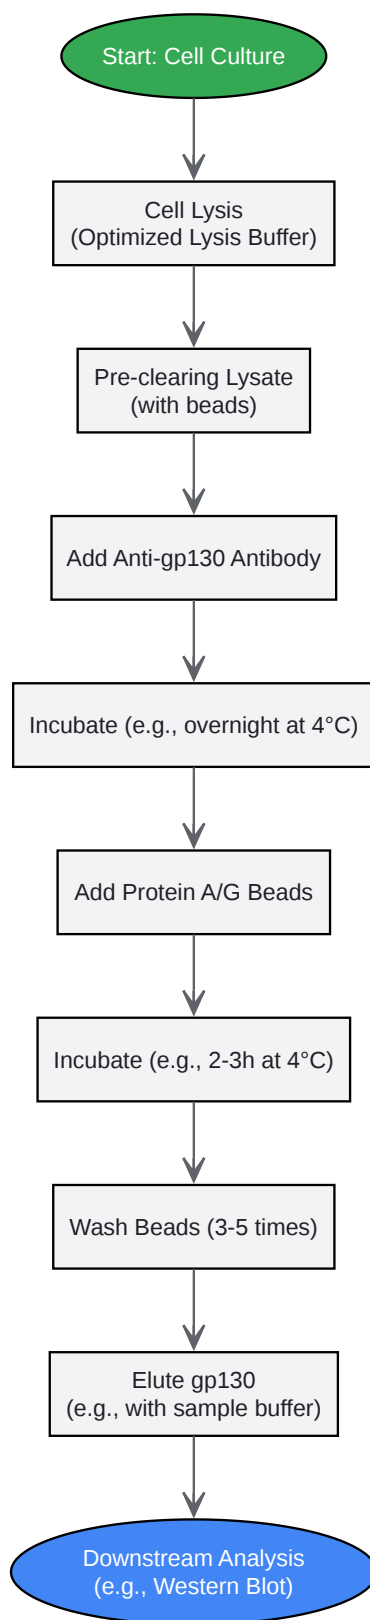 Start: Cell Culture
Cell Lysis
(Optimized Lysis Buffer)
Pre-clearing Lysate
(with beads)
Add Anti-gp130 Antibody
Incubate (e.g., overnight at 4°C)
Add Protein A/G Beads
Incubate (e.g., 2-3h at 4°C)
Wash Beads (3-5 times)
Elute gp130
(e.g., with sample buffer)
Downstream Analysis
(e.g., Western Blot)